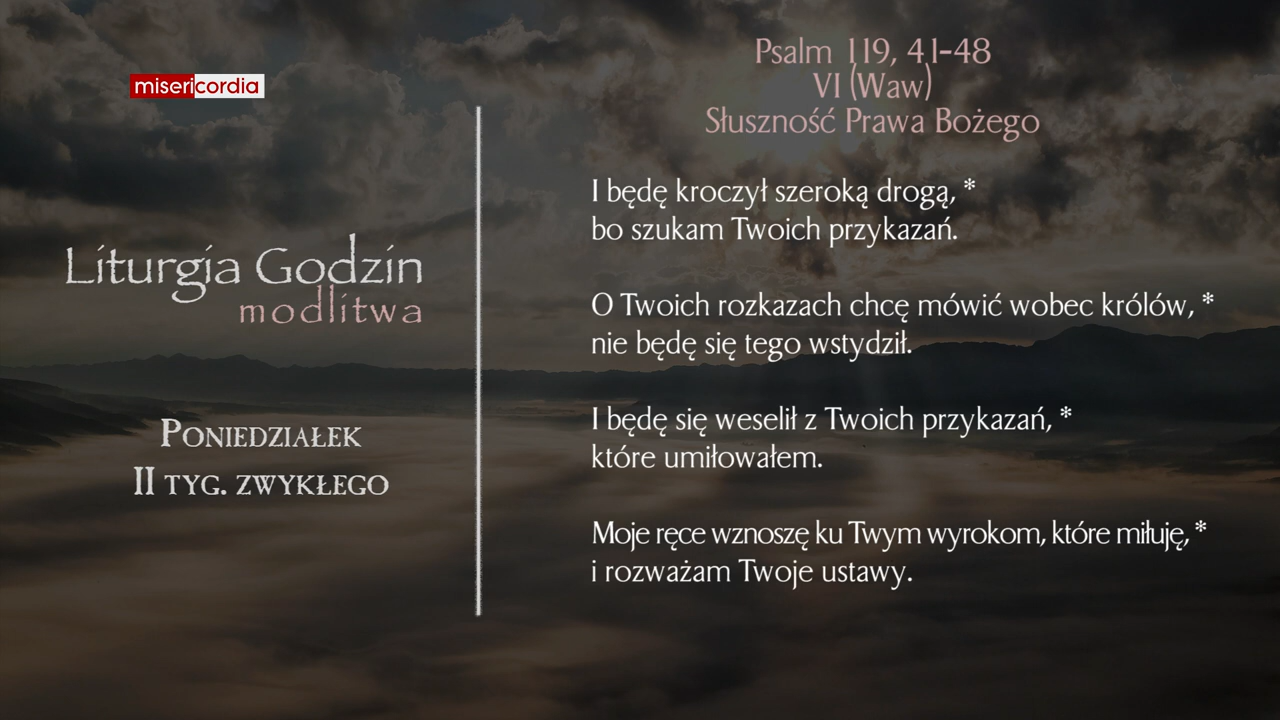 misericordia
Liturgia Godzin
modlitwa
Poniedziałek
II tyg. zwykłego
Psalm 119, 41-48
VI (Waw)
Słuszność Prawa Bożego
I będę kroczył szeroką drogą, *
bo szukam Twoich przykazań.
O Twoich rozkazach chcę mówić wobec królów, *
nie będę się tego wstydził.
I będę się weselił z Twoich przykazań, *
które umiłowałem.
Moje ręce wznoszę ku Twym wyrokom, które miłuję, *
i rozważam Twoje ustawy.